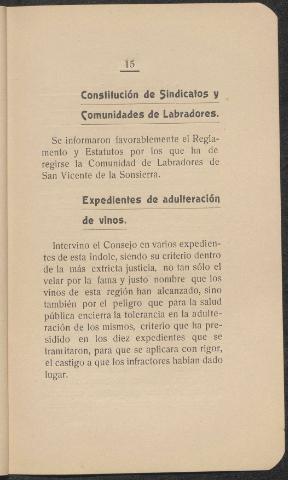 15
Constitución de Sindicatos y
Comunidades de Labradores.
Se informaron favorablemente el Regla-
mento y Estatutos por los que ha de
regirse la Comunidad de Labradores de
San Vicente de la Sonsierra.
Expedientes de adulteración
de vinos.
Intervino el Consejo en varios expedien-
tes de esta índole, siendo su criterio dentro
de la más extricta justicia, no tan sólo el
velar por la fama y justo nombre que los
vinos de esta región han alcanzado, sino
también por el peligro que para la salud
pública encierra la tolerancia en la adulte-
ración de los mismos, criterio que ha pre-
sidido en los diez expedientes que se
tramitaron, para que se aplicara con rigor,
el castigo a que los infractores habían dado
lugar.